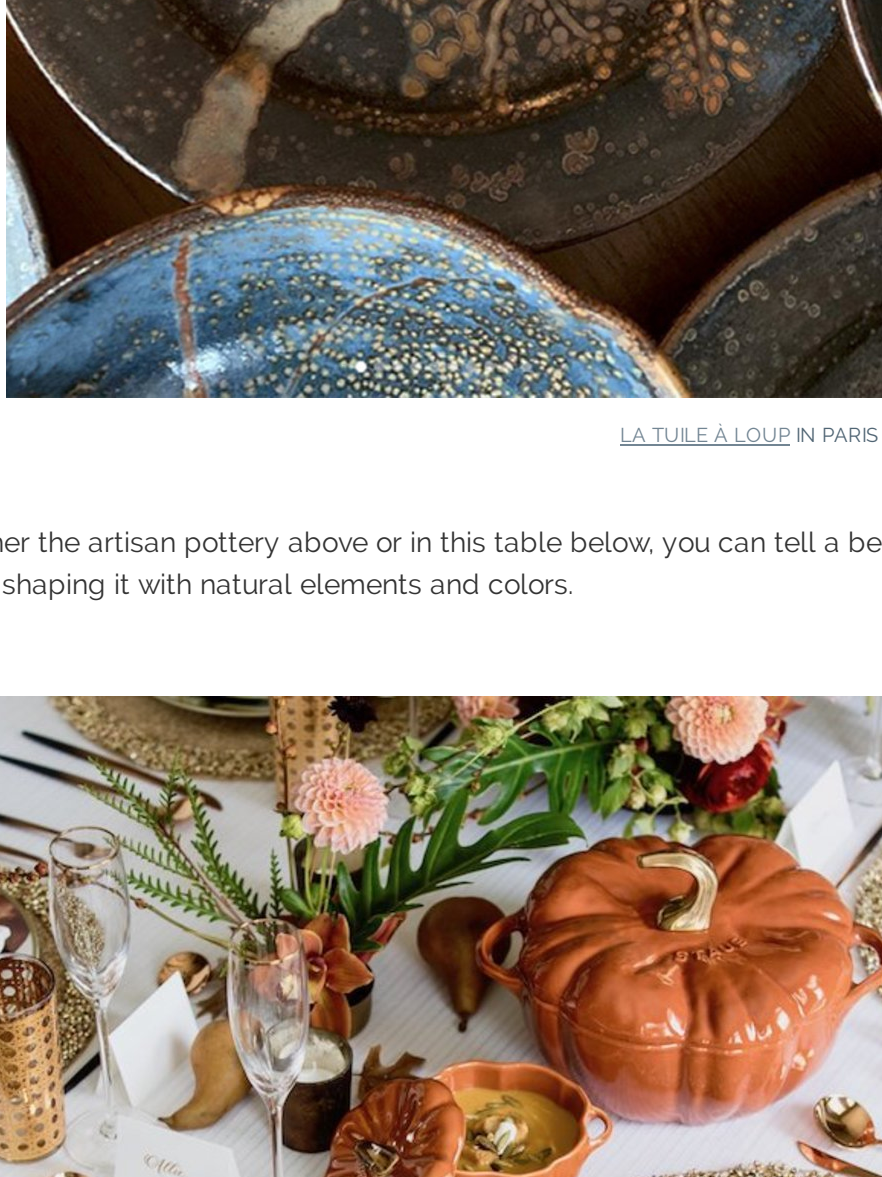 LA TUILE À LOUP IN PARIS
her the artisan pottery above or in this table below, you can tell a be
shaping it with natural elements and colors.
STAUB